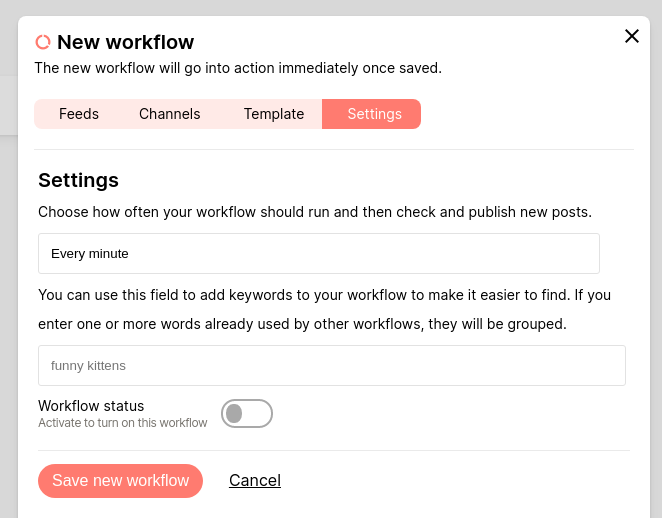 New workflow
The new workflow will go into action immediately once saved.
Feeds Channels Template Settings
Settings
Choose how often your workflow should run and then check and publish new posts.
Every minute
You can use this field to add keywords to your workflow to make it easier to find. If you
enter one or more words already used by other workflows, they will be grouped.
funny kittens
Workflow status
Activate to turn on this workflow
Save new workflow Cancel